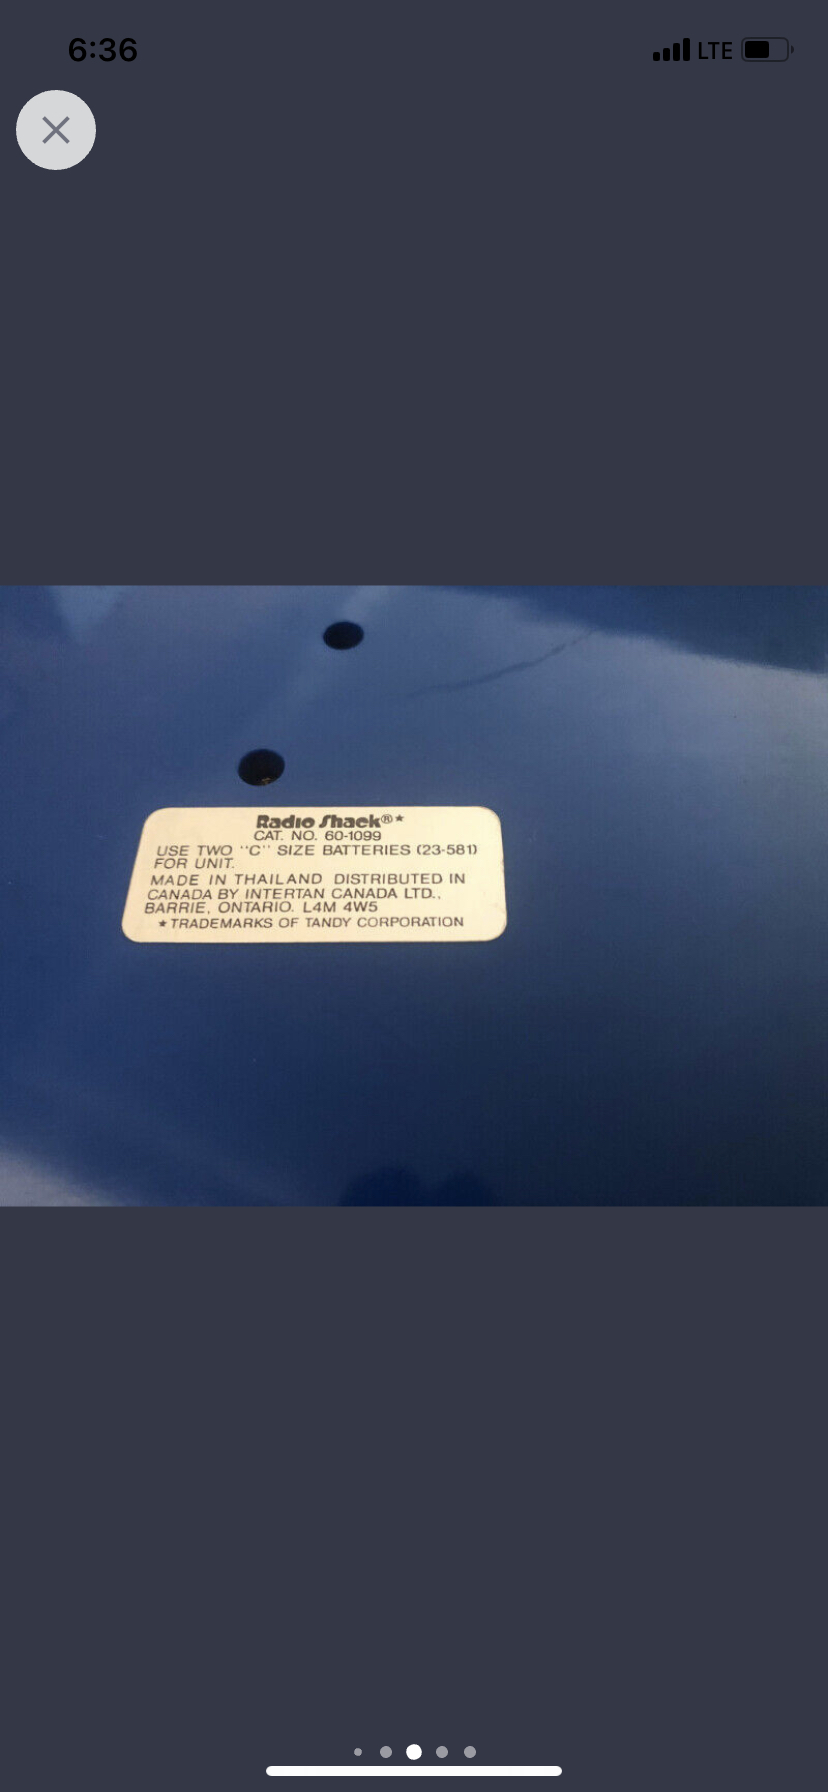 6:36 LTE
Radio Shack®*
CAT. NO. 60-1099
USE TWO "C" SIZE BATTERIES (23-581)
FOR UNIT.
MADE IN THAILAND DISTRIBUTED IN
CANADA BY INTERTAN CANADA LTD.,
BARRIE, ONTARIO. L4M 4W5
★TRADEMARKS OF TANDY CORPORATION